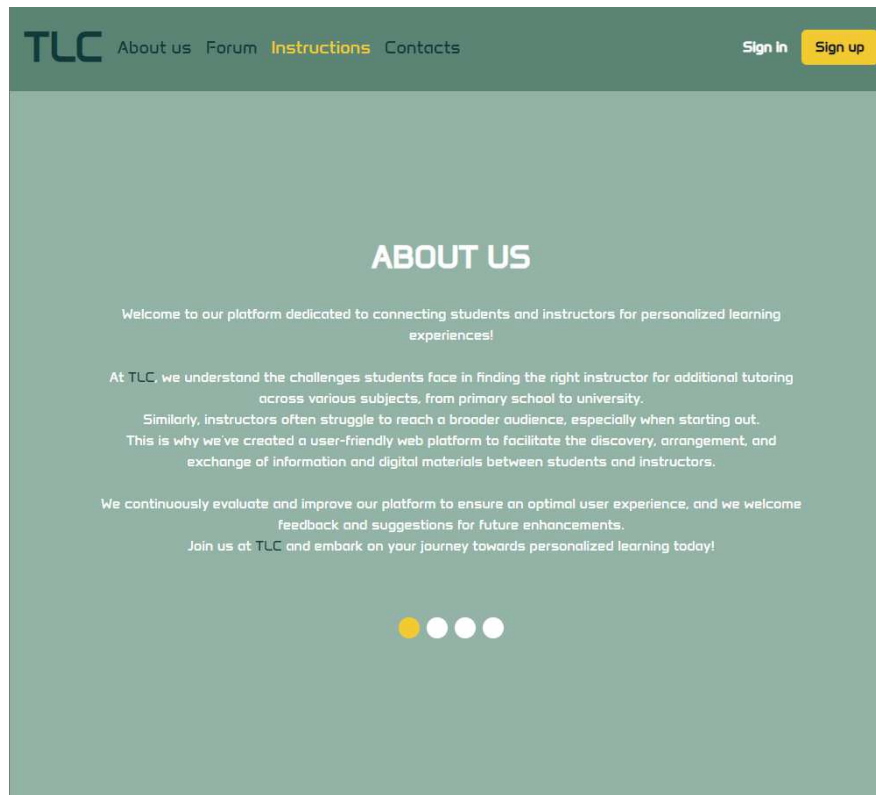 TLC About us Forum Instructions Contacts Sign in Sign up
ABOUT US
Welcome to our platform dedicated to connecting students and instructors for personalized learning
experiences!
At TLC, we understand the challenges students face in finding the right instructor for additional tutoring
across various subjects, from primary school to university.
Similarly, instructors often struggle to reach a broader audience, especially when starting out.
This is why we've created a user-friendly web platform to facilitate the discovery, arrangement, and
exchange of information and digital materials between students and instructors.
We continuously evaluate and improve our platform to ensure an optimal user experience, and we welcome
feedback and suggestions for future enhancements.
Join us at TLC and embark on your journey towards personalized learning today!